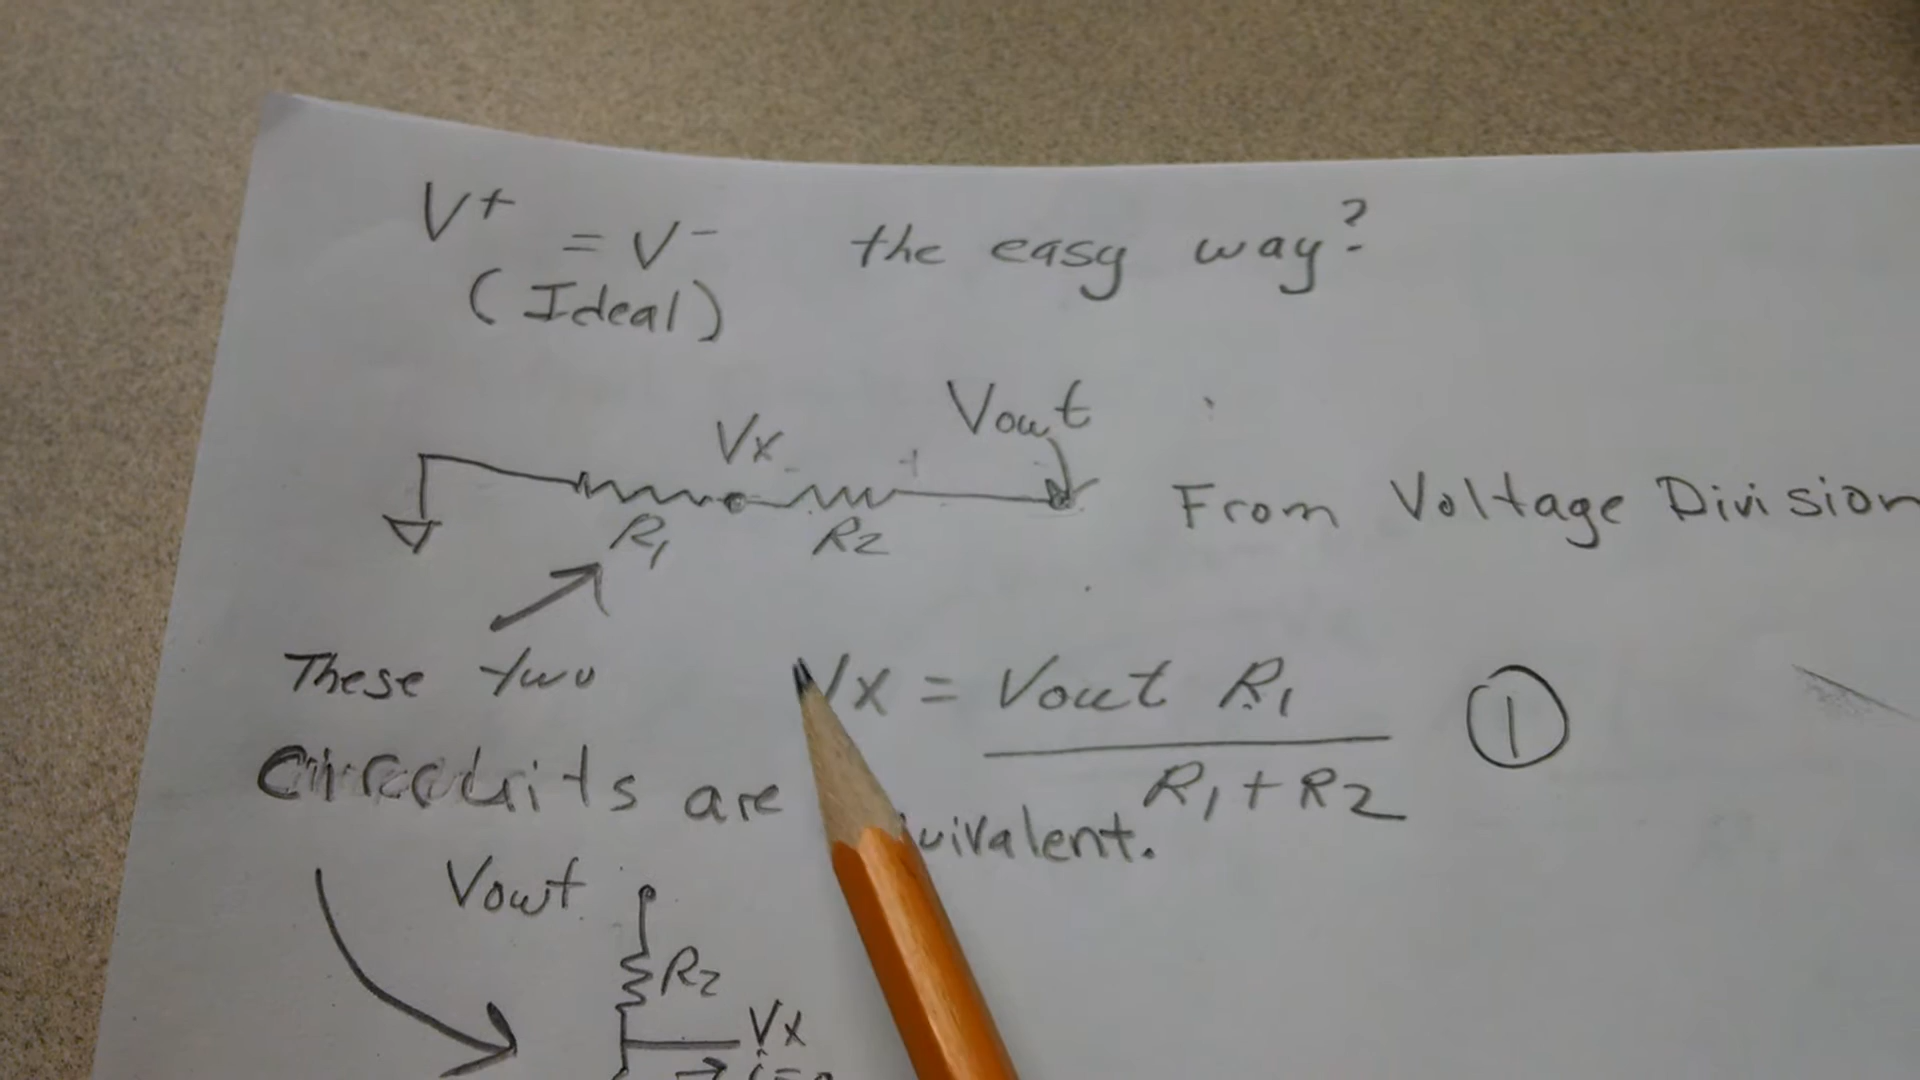 V+ = V- the easy way?
(Ideal)
Vx Vout
- +
R1 R2 From Voltage Division
These two
Vx = Vout R1 / R1 + R2 1
circuits are uivalent.
Vout
R2
Vx